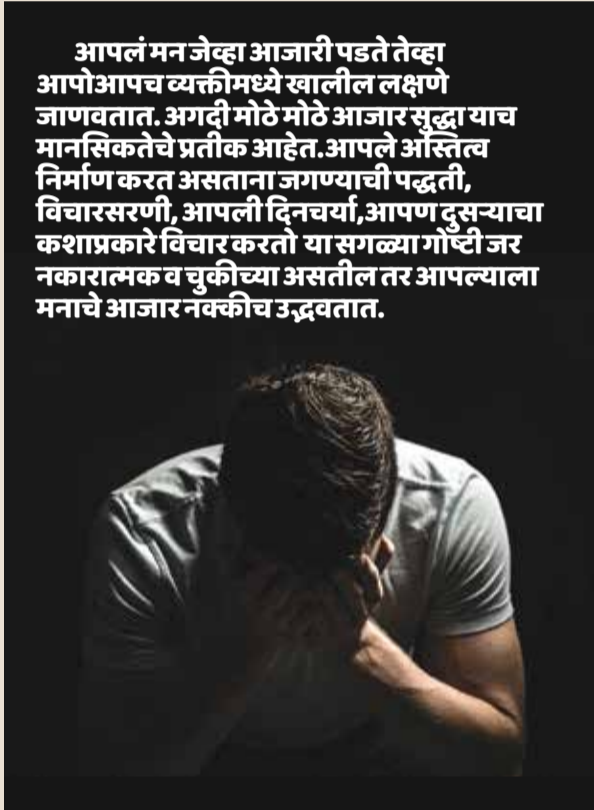 आपलं मन जेव्हा आजारी पडते तेव्हा
आपोआपच व्यक्तीमध्ये खालील लक्षणे
जाणवतात. अगदी मोठे मोठे आजार सुद्धा याच
मानसिकतेचे प्रतीक आहेत.आपले अस्तित्व
निर्माण करत असताना जगण्याची पद्धती,
विचारसरणी, आपली दिनचर्या,आपण दुसऱ्याचा
कशाप्रकारे विचार करतो या सगळ्या गोष्टी जर
नकारात्मक व चुकीच्या असतील तर आपल्याला
मनाचे आजार नक्कीच उद्भवतात.